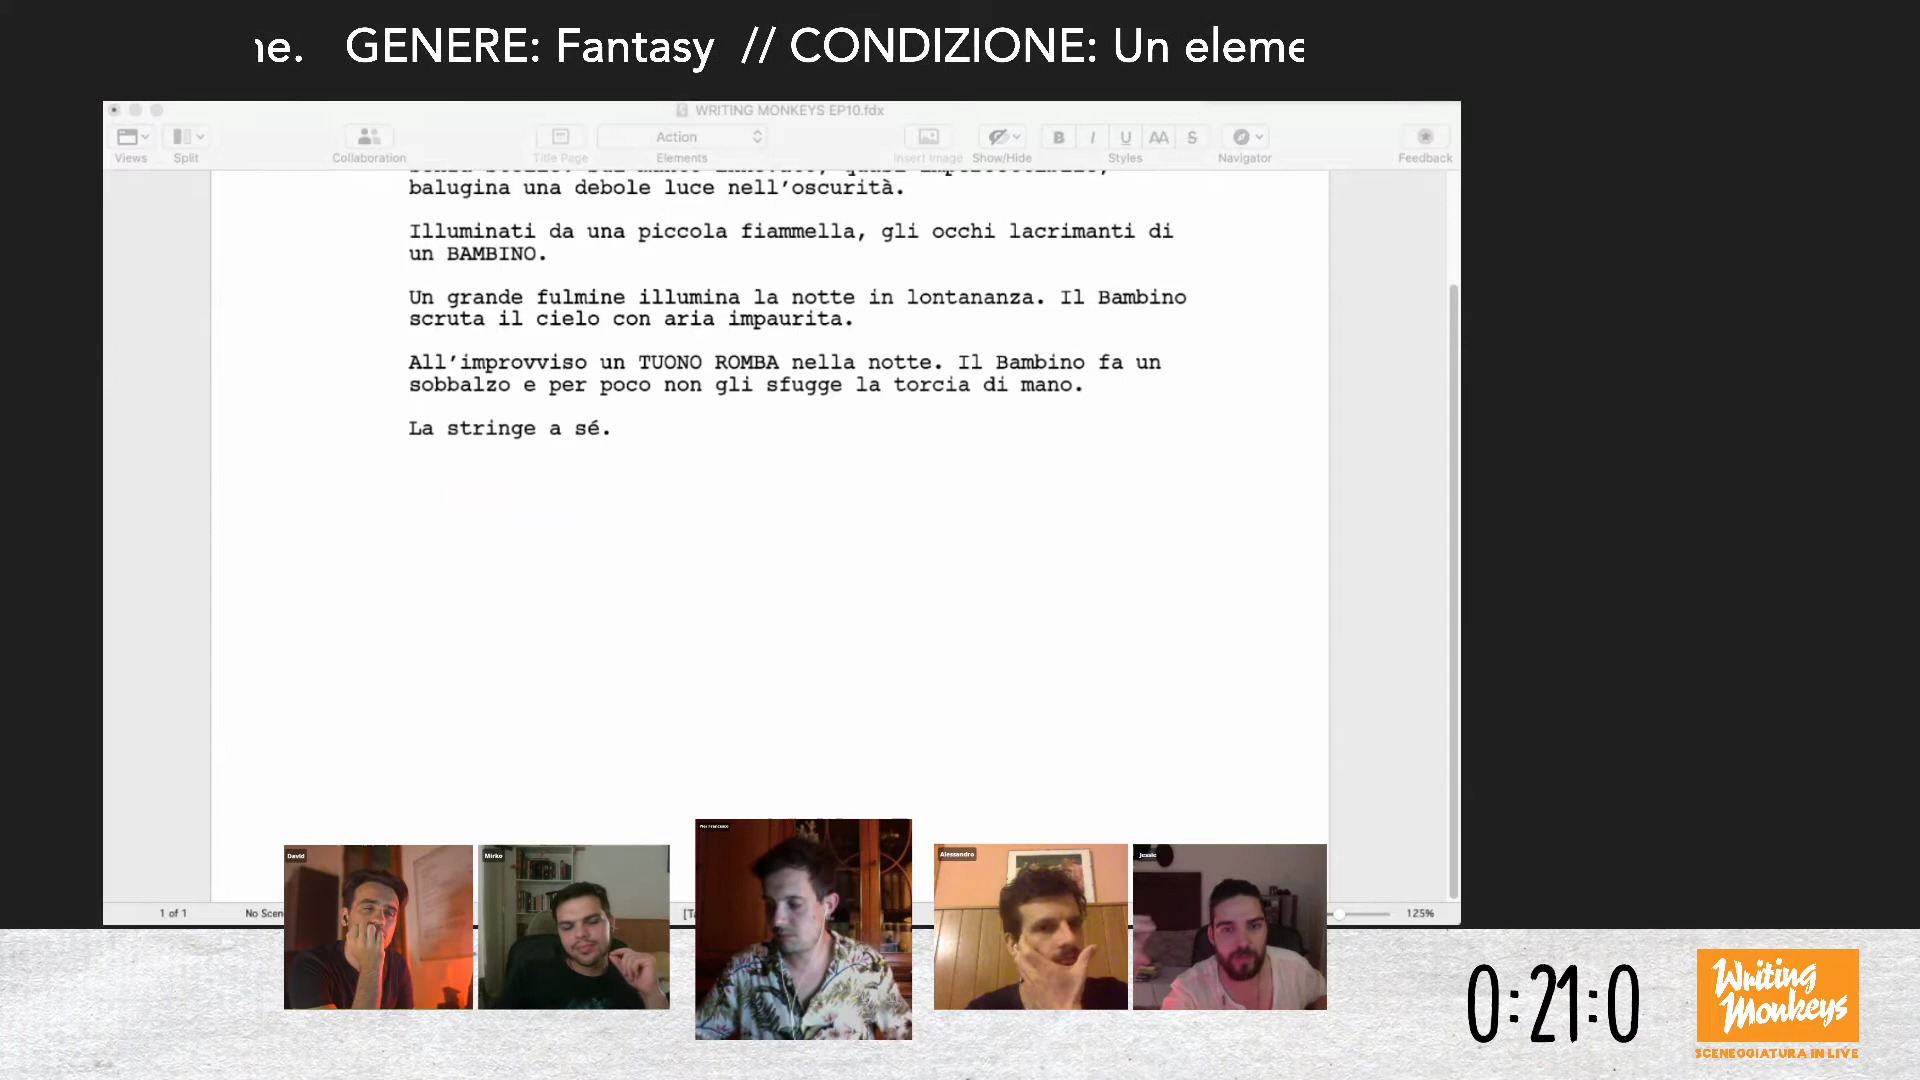 ne. GENERE: Fantasy // CONDIZIONE: Un eleme
WRITING MONKEYS EP10.fdx
Views Split Collaboration Title Page Action Elements Insert Image Show/Hide B I U AA S Styles Navigator Feedback
balugina una debole luce nell'oscurità.
Illuminati da una piccola fiammella, gli occhi lacrimanti di
un BAMBINO.
Un grande fulmine illumina la notte in lontananza. Il Bambino
scruta il cielo con aria impaurita.
All'improvviso un TUONO ROMBA nella notte. Il Bambino fa un
sobbalzo e per poco non gli sfugge la torcia di mano.
La stringe a sé.
1 of 1 No Scen [Ta 125%
David
Mirko
Pier Francesco
Alessandro
Jessie
0:21:0
Writing
Monkeys
SCENEGGIATURA IN LIVE